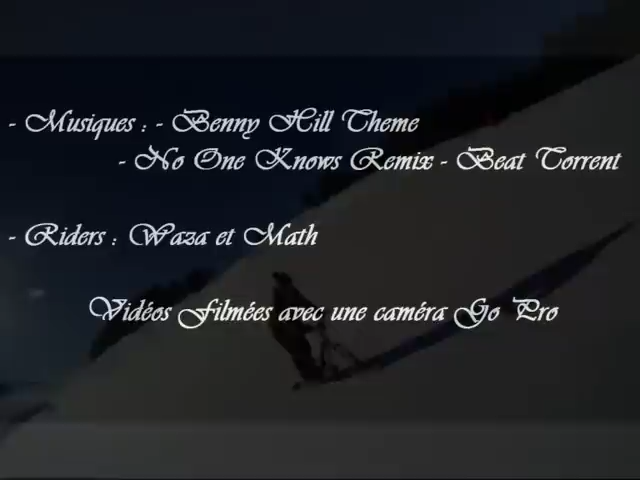 - Musiques : - Benny Hill Theme
- No One Knows Remix - Beat Torrent
- Riders : Waza et Math
Vidéos Filmées avec une caméra Go Pro